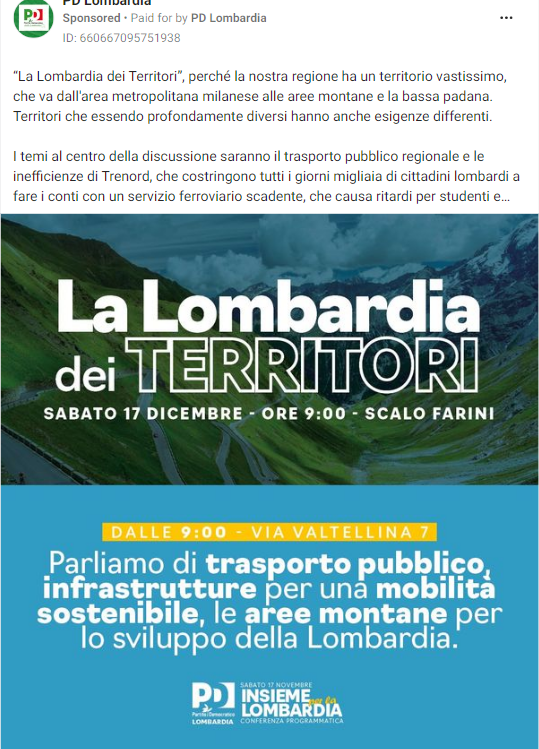 PD Lombardia
Sponsored • Paid for by PD Lombardia
ID: 660667095751938
“La Lombardia dei Territori”, perché la nostra regione ha un territorio vastissimo,
che va dall'area metropolitana milanese alle aree montane e la bassa padana.
Territori che essendo profondamente diversi hanno anche esigenze differenti.
I temi al centro della discussione saranno il trasporto pubblico regionale e le
inefficienze di Trenord, che costringono tutti i giorni migliaia di cittadini lombardi a
fare i conti con un servizio ferroviario scadente, che causa ritardi per studenti e...
La Lombardia
dei TERRITORI
SABATO 17 DICEMBRE - ORE 9:00 - SCALO FARINI
DALLE 9:00 - VIA VALTELLINA 7
Parliamo di trasporto pubblico,
infrastrutture per una mobilità
sostenibile, le aree montane per
lo sviluppo della Lombardia.
PD
Partito Democratico
LOMBARDIA
SABATO 17 NOVEMBRE
INSIEME
per la
LOMBARDIA
CONFERENZA PROGRAMMATICA